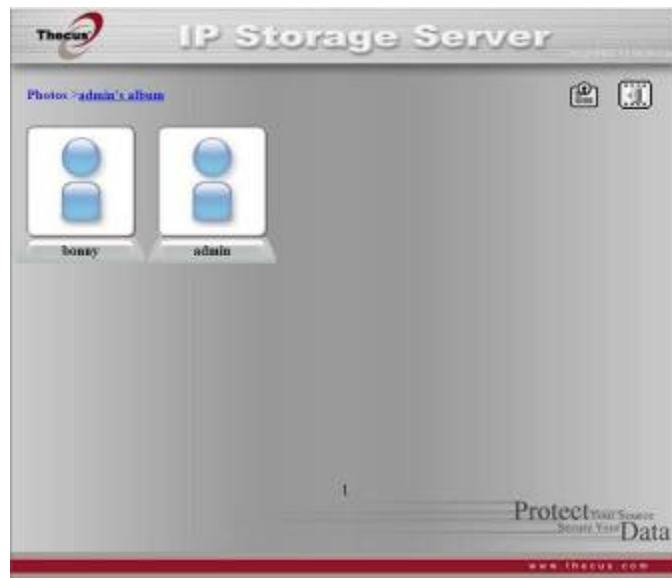 Thecus
IP Storage Server
Photos >admin's album
bonny
admin
1
Protect Your Source
Secure Your Data
www.thecus.com